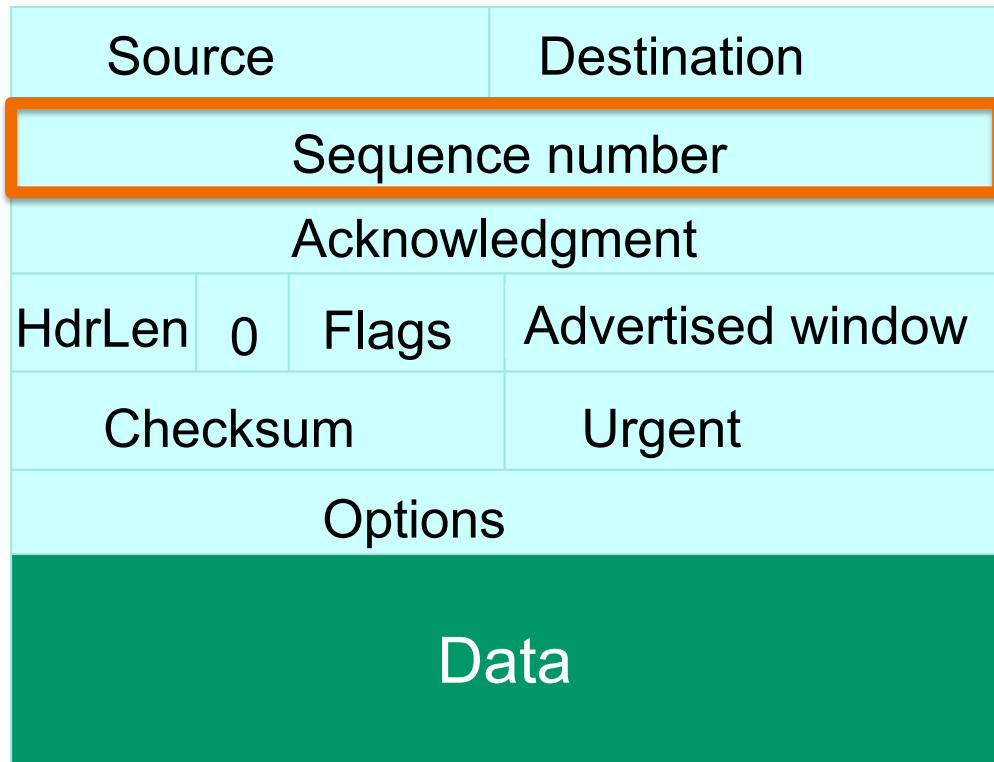 Source Destination
Sequence number
Acknowledgment
HdrLen 0 Flags Advertised window
Checksum Urgent
Options
Data